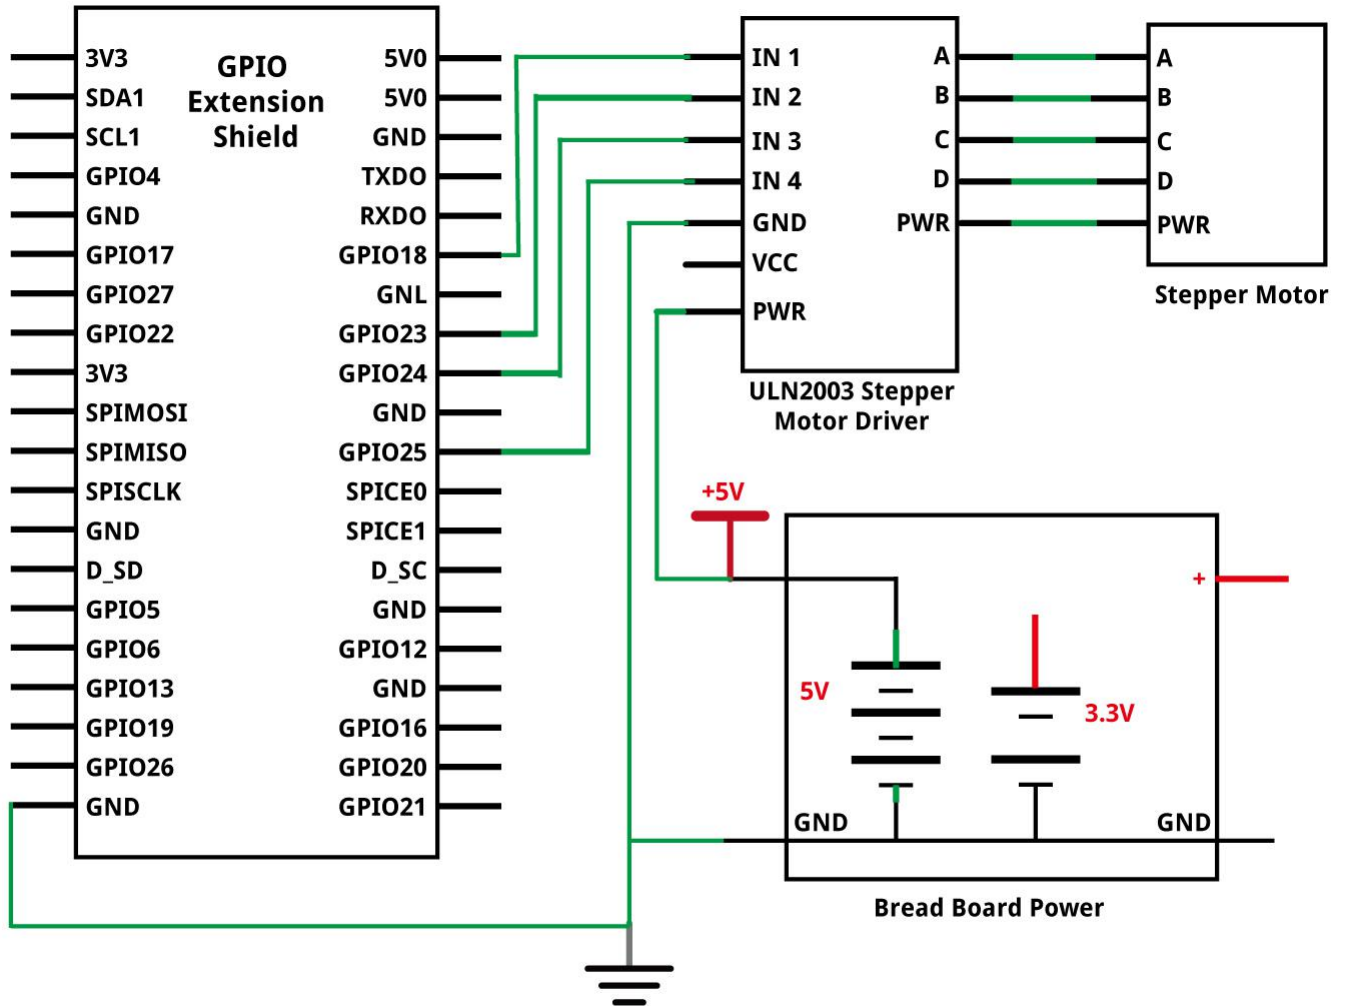 GPIO
Extension
Shield
3V3
SDA1
SCL1
GPIO4
GND
GPIO17
GPIO27
GPIO22
3V3
SPIMOSI
SPIMISO
SPISCLK
GND
D_SD
GPIO5
GPIO6
GPIO13
GPIO19
GPIO26
GND
5V0
5V0
GND
TXDO
RXDO
GPIO18
GNL
GPIO23
GPIO24
GND
GPIO25
SPICE0
SPICE1
D_SC
GND
GPIO12
GND
GPIO16
GPIO20
GPIO21
IN 1
IN 2
IN 3
IN 4
GND
VCC
PWR
A
B
C
D
PWR
ULN2003 Stepper
Motor Driver
A
B
C
D
PWR
Stepper Motor
+5V
+
5V
3.3V
GND
GND
Bread Board Power